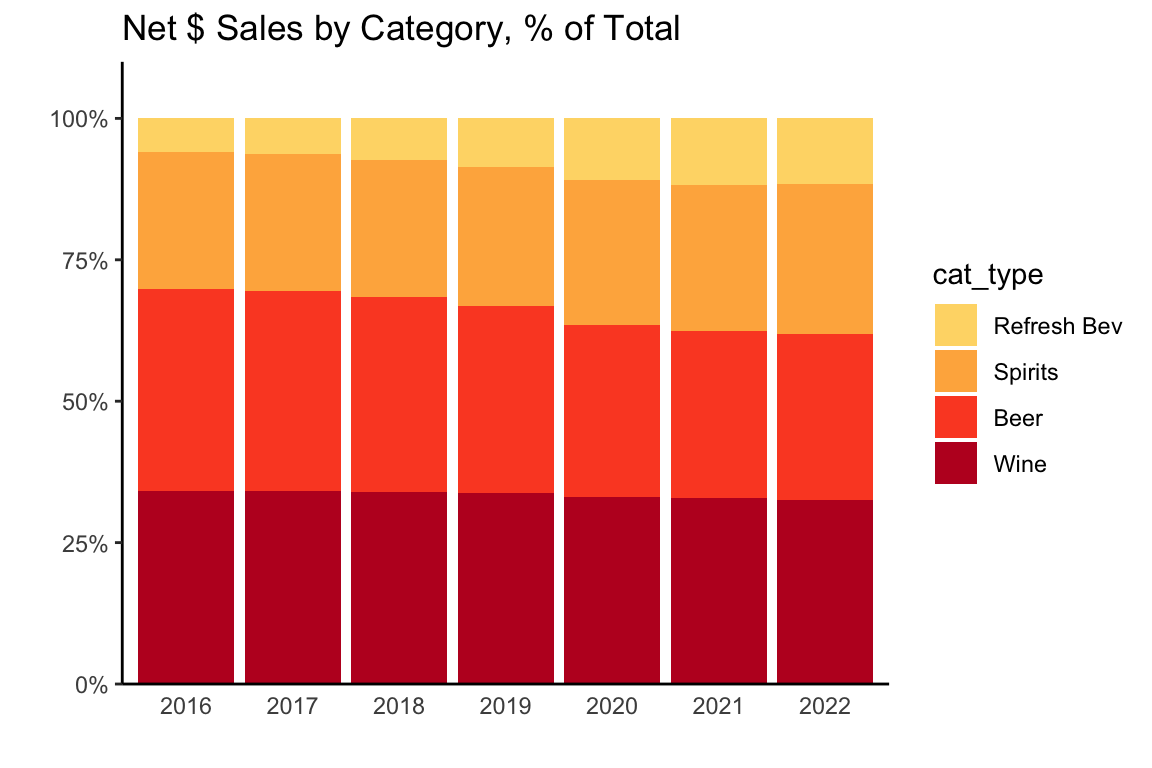 Net $ Sales by Category, % of Total
100%
75%
50%
25%
0%
2016 2017 2018 2019 2020 2021 2022
cat_type
Refresh Bev
Spirits
Beer
Wine